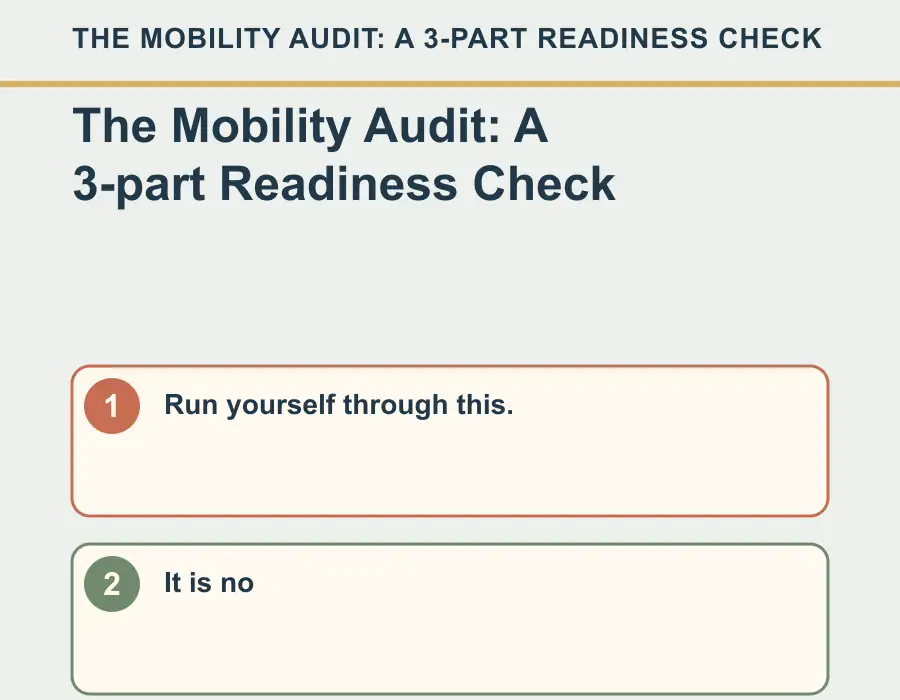 THE MOBILITY AUDIT: A 3-PART READINESS CHECK
The Mobility Audit: A
3-part Readiness Check
1
Run yourself through this.
2
It is no